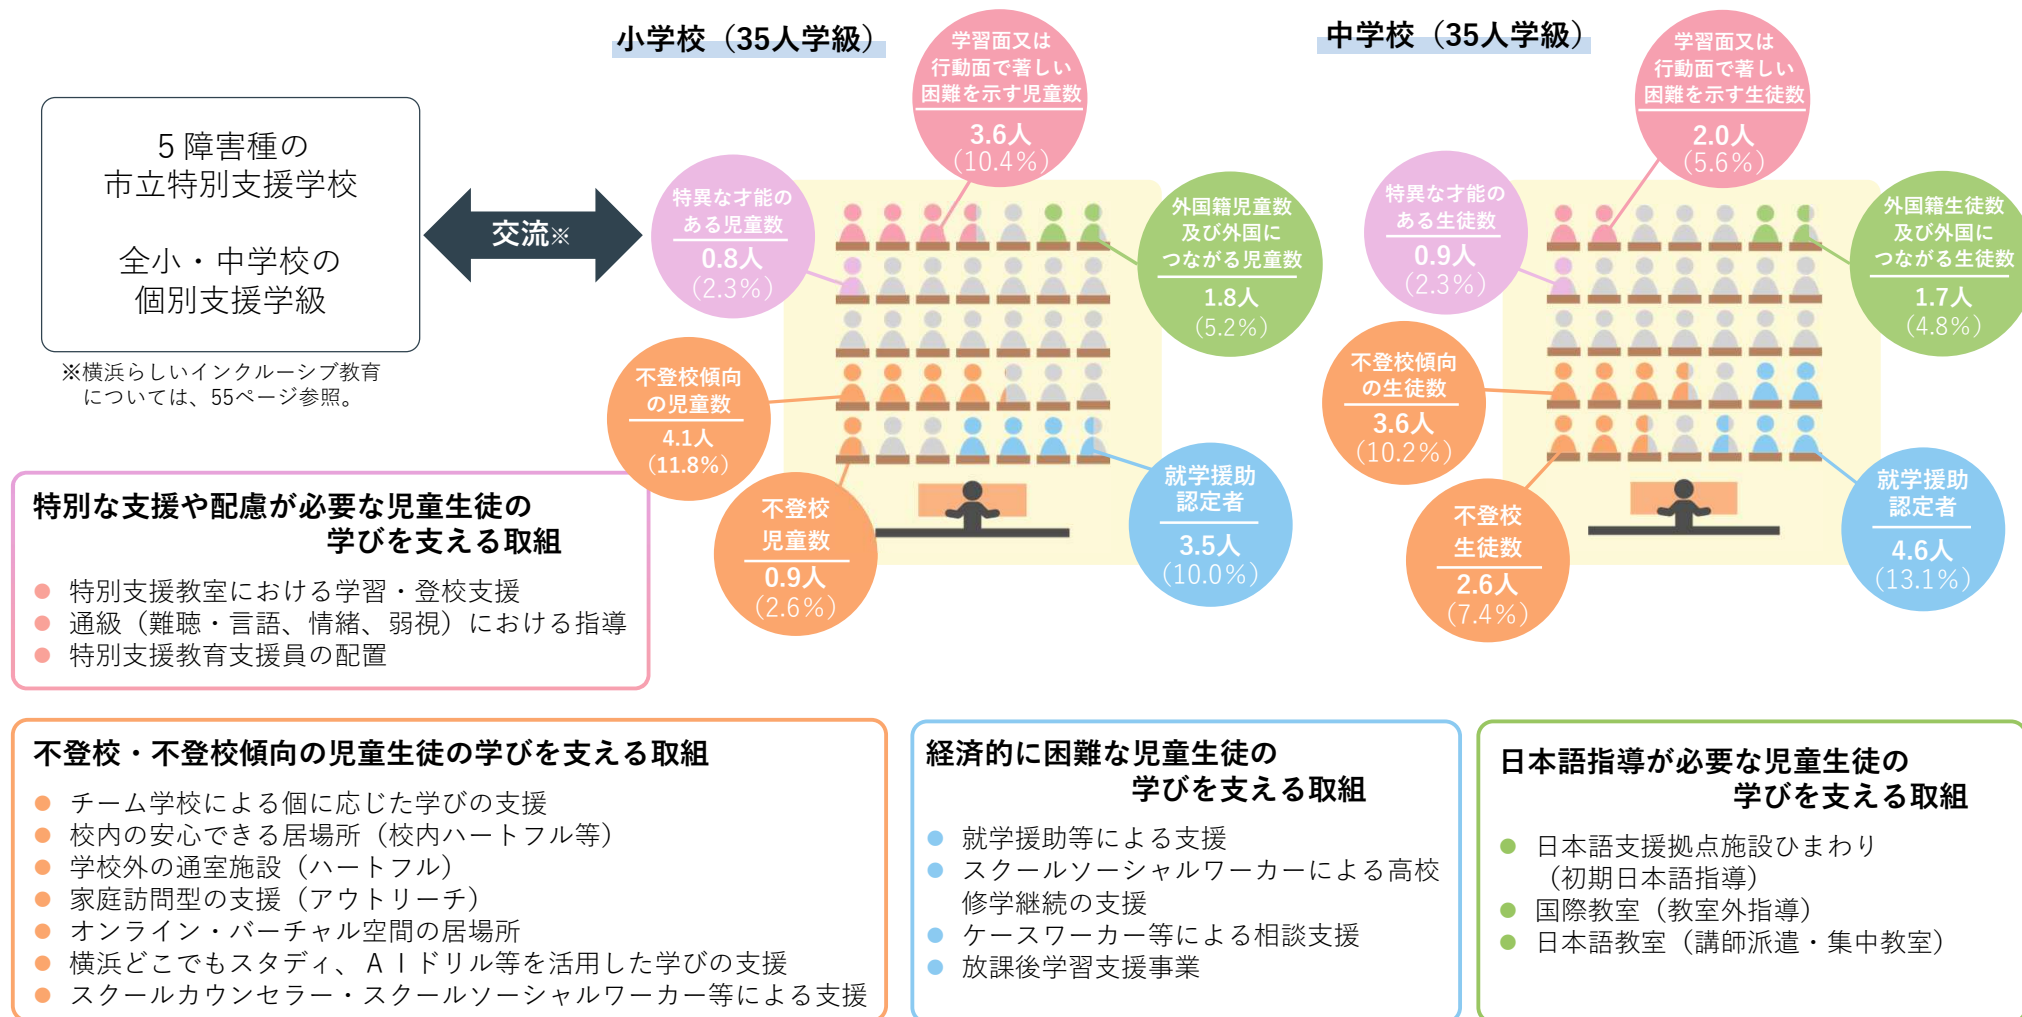 小学校（35人学級）
中学校（35人学級）
5障害種の
市立特別支援学校
全小・中学校の
個別支援学級
交流※
※横浜らしいインクルーシブ教育
については、55ページ参照。
学習面又は
行動面で著しい
困難を示す児童数
3.6人
（10.4%）
特異な才能の
ある児童数
0.8人
（2.3%）
外国籍児童数
及び外国に
つながる児童数
1.8人
（5.2%）
不登校傾向
の児童数
4.1人
（11.8%）
不登校
児童数
0.9人
（2.6%）
就学援助
認定者
3.5人
（10.0%）
学習面又は
行動面で著しい
困難を示す生徒数
2.0人
（5.6%）
特異な才能の
ある生徒数
0.9人
（2.3%）
外国籍生徒数
及び外国に
つながる生徒数
1.7人
（4.8%）
不登校傾向
の生徒数
3.6人
（10.2%）
不登校
生徒数
2.6人
（7.4%）
就学援助
認定者
4.6人
（13.1%）
特別な支援や配慮が必要な児童生徒の
学びを支える取組
● 特別支援教室における学習・登校支援
● 通級（難聴・言語、情緒、弱視）における指導
● 特別支援教育支援員の配置
不登校・不登校傾向の児童生徒の学びを支える取組
● チーム学校による個に応じた学びの支援
● 校内の安心できる居場所（校内ハートフル等）
● 学校外の通室施設（ハートフル）
● 家庭訪問型の支援（アウトリーチ）
● オンライン・バーチャル空間の居場所
● 横浜どこでもスタディ、ＡＩドリル等を活用した学びの支援
● スクールカウンセラー・スクールソーシャルワーカー等による支援
経済的に困難な児童生徒の
学びを支える取組
● 就学援助等による支援
● スクールソーシャルワーカーによる高校
修学継続の支援
● ケースワーカー等による相談支援
● 放課後学習支援事業
日本語指導が必要な児童生徒の
学びを支える取組
● 日本語支援拠点施設ひまわり
（初期日本語指導）
● 国際教室（教室外指導）
● 日本語教室（講師派遣・集中教室）